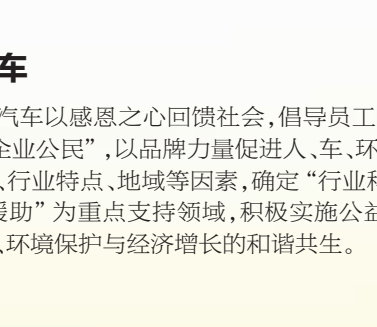 车
汽车以感恩之心回馈社会,倡导员工
企业公民”,以品牌力量促进人、车、环
、行业特点、地域等因素,确定“行业和
援助”为重点支持领域,积极实施公益
、环境保护与经济增长的和谐共生。